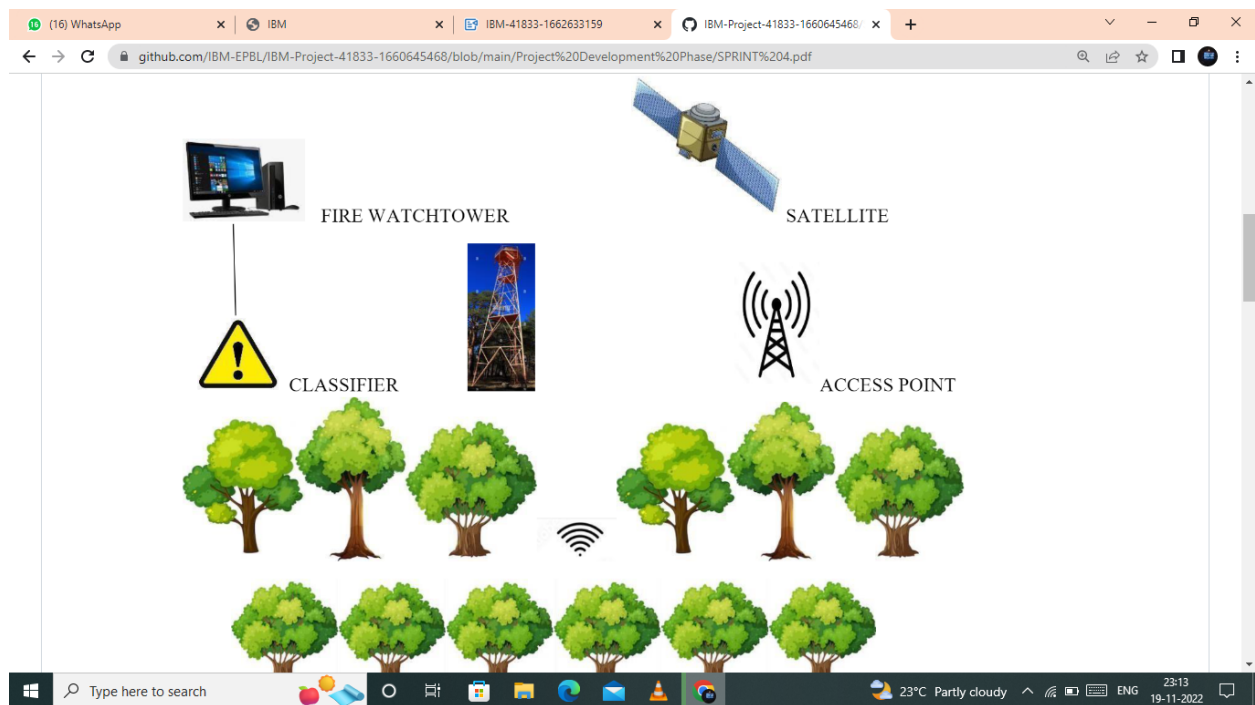 (16) WhatsApp
IBM
IBM-41833-1662633159
IBM-Project-41833-1660645468/
github.com/IBM-EPBL/IBM-Project-41833-1660645468/blob/main/Project%20Development%20Phase/SPRINT%204.pdf
FIRE WATCHTOWER
SATELLITE
CLASSIFIER
ACCESS POINT
Type here to search
23°C Partly cloudy
ENG
23:13
19-11-2022